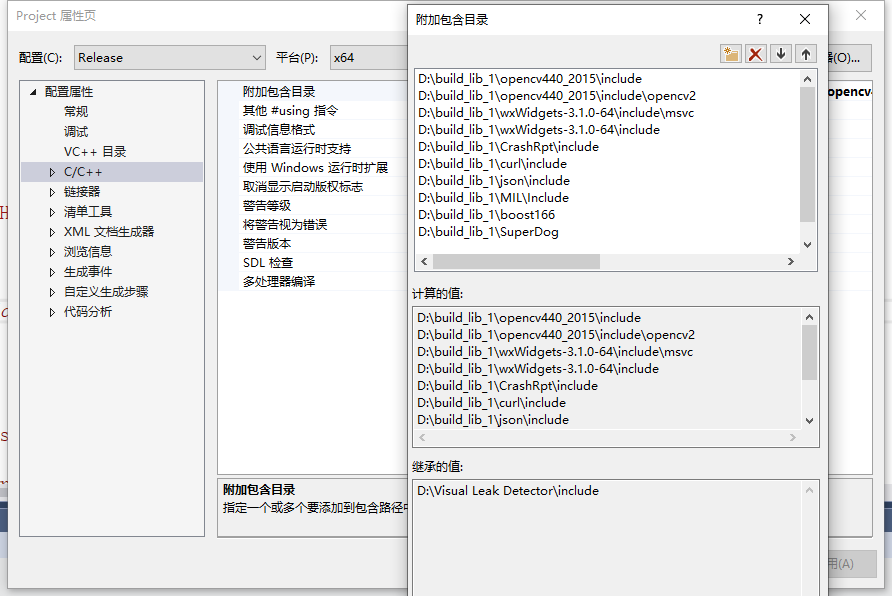 Project 属性页
配置(C):
Release
平台(P):
x64
配置属性
常规
调试
VC++ 目录
C/C++
链接器
清单工具
XML 文档生成器
浏览信息
生成事件
自定义生成步骤
代码分析
附加包含目录
其他 #using 指令
调试信息格式
公共语言运行时支持
使用 Windows 运行时扩展
取消显示启动版权标志
警告等级
将警告视为错误
警告版本
SDL 检查
多处理器编译
附加包含目录
指定一个或多个要添加到包含路径中
附加包含目录
?
D:\build_lib_1\opencv440_2015\include
D:\build_lib_1\opencv440_2015\include\opencv2
D:\build_lib_1\wxWidgets-3.1.0-64\include\msvc
D:\build_lib_1\wxWidgets-3.1.0-64\include
D:\build_lib_1\CrashRpt\include
D:\build_lib_1\curl\include
D:\build_lib_1\json\include
D:\build_lib_1\MIL\Include
D:\build_lib_1\boost166
D:\build_lib_1\SuperDog
计算的值:
D:\build_lib_1\opencv440_2015\include
D:\build_lib_1\opencv440_2015\include\opencv2
D:\build_lib_1\wxWidgets-3.1.0-64\include\msvc
D:\build_lib_1\wxWidgets-3.1.0-64\include
D:\build_lib_1\CrashRpt\include
D:\build_lib_1\curl\include
D:\build_lib_1\json\include
继承的值:
D:\Visual Leak Detector\include
(O)...
opencv
用(A)